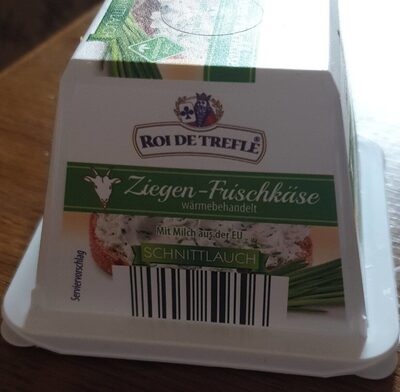 ROI DE TREFLE®
Ziegen-Frischkäse
wärmebehandelt
Mit Milch aus der EU
SCHNITTLAUCH
Serviervorschlag